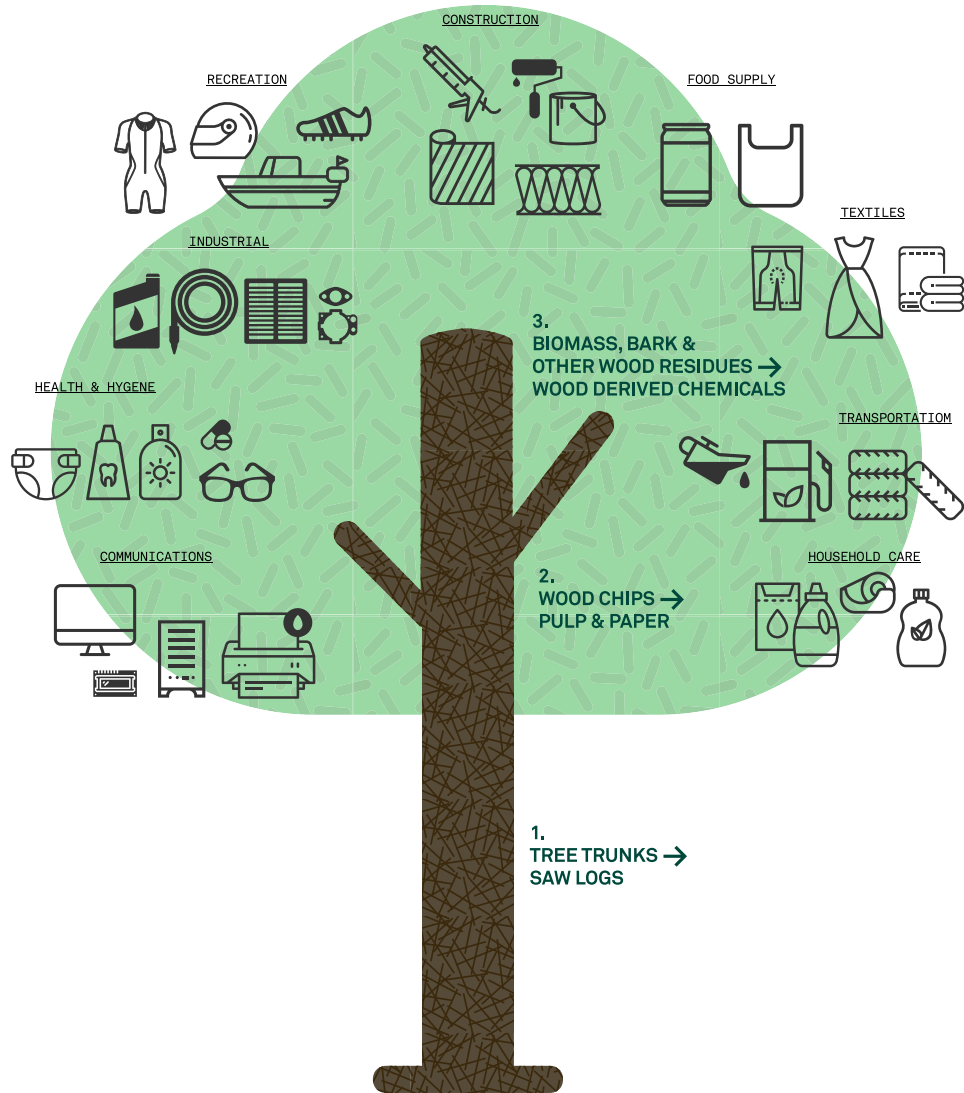 CONSTRUCTION
RECREATION
FOOD SUPPLY
TEXTILES
INDUSTRIAL
3.
BIOMASS, BARK &
OTHER WOOD RESIDUES →
WOOD DERIVED CHEMICALS
HEALTH & HYGENE
TRANSPORTATIOM
COMMUNICATIONS
HOUSEHOLD CARE
2.
WOOD CHIPS →
PULP & PAPER
1.
TREE TRUNKS →
SAW LOGS